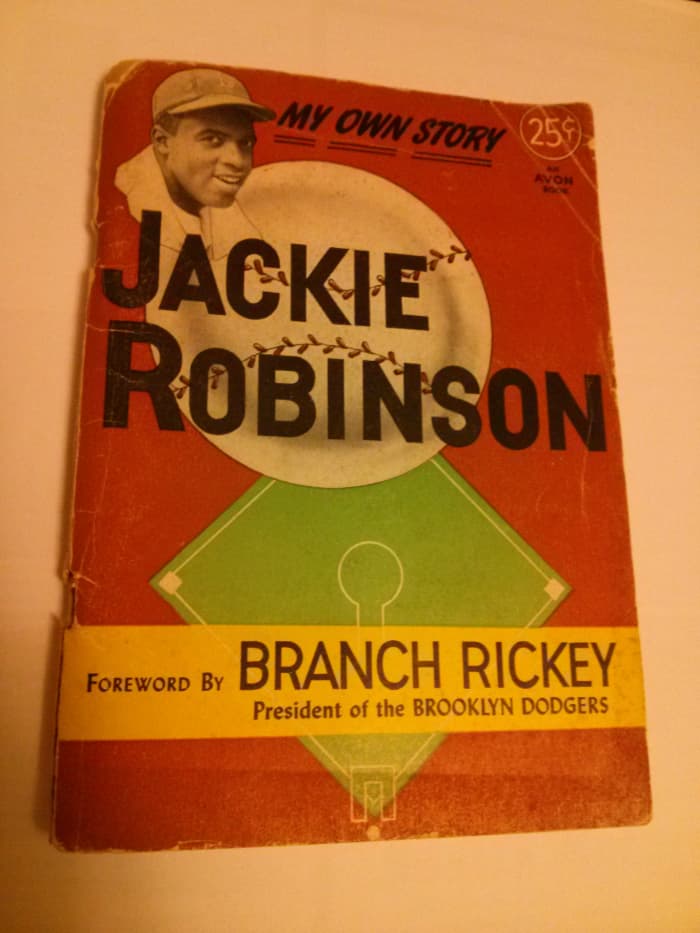 MY OWN STORY
25¢
AN
AVON
BOOK
JACKIE
ROBINSON
FOREWORD BY BRANCH RICKEY
President of the BROOKLYN DODGERS